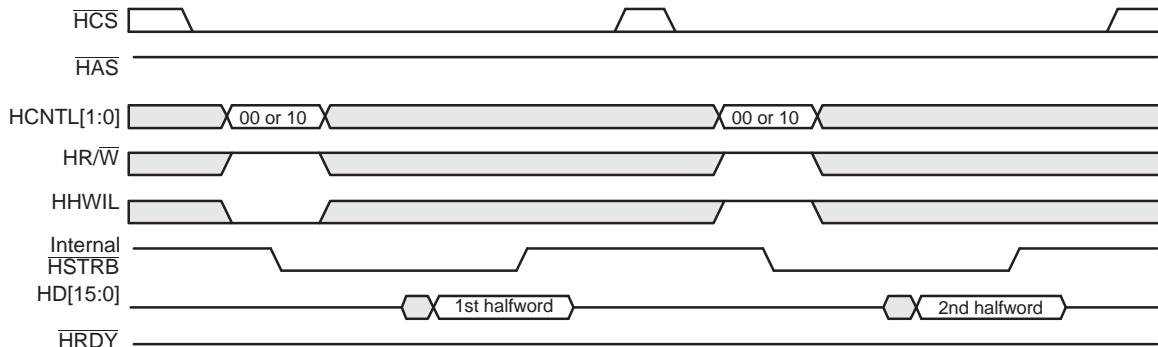 HCS
HAS
HCNTL[1:0] 00 or 10 00 or 10
HR/W
HHWIL
Internal
HSTRB
HD[15:0] 1st halfword 2nd halfword
HRDY